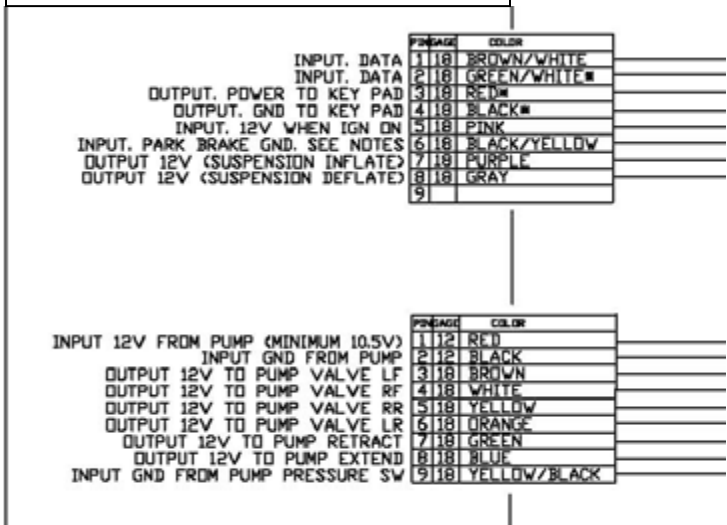 PIN GAGE COLOR
INPUT. DATA 1 18 BROWN/WHITE
INPUT. DATA 2 18 GREEN/WHITE*
OUTPUT. POWER TO KEY PAD 3 18 RED*
OUTPUT. GND TO KEY PAD 4 18 BLACK*
INPUT. 12V WHEN IGN ON 5 18 PINK
INPUT. PARK BRAKE GND. SEE NOTES 6 18 BLACK/YELLOW
OUTPUT 12V (SUSPENSION INFLATE) 7 18 PURPLE
OUTPUT 12V (SUSPENSION DEFLATE) 8 18 GRAY
9
PIN GAGE COLOR
INPUT 12V FROM PUMP (MINIMUM 10.5V) 1 12 RED
INPUT GND FROM PUMP 2 12 BLACK
OUTPUT 12V TO PUMP VALVE LF 3 18 BROWN
OUTPUT 12V TO PUMP VALVE RF 4 18 WHITE
OUTPUT 12V TO PUMP VALVE RR 5 18 YELLOW
OUTPUT 12V TO PUMP VALVE LR 6 18 ORANGE
OUTPUT 12V TO PUMP RETRACT 7 18 GREEN
OUTPUT 12V TO PUMP EXTEND 8 18 BLUE
INPUT GND FROM PUMP PRESSURE SW 9 18 YELLOW/BLACK